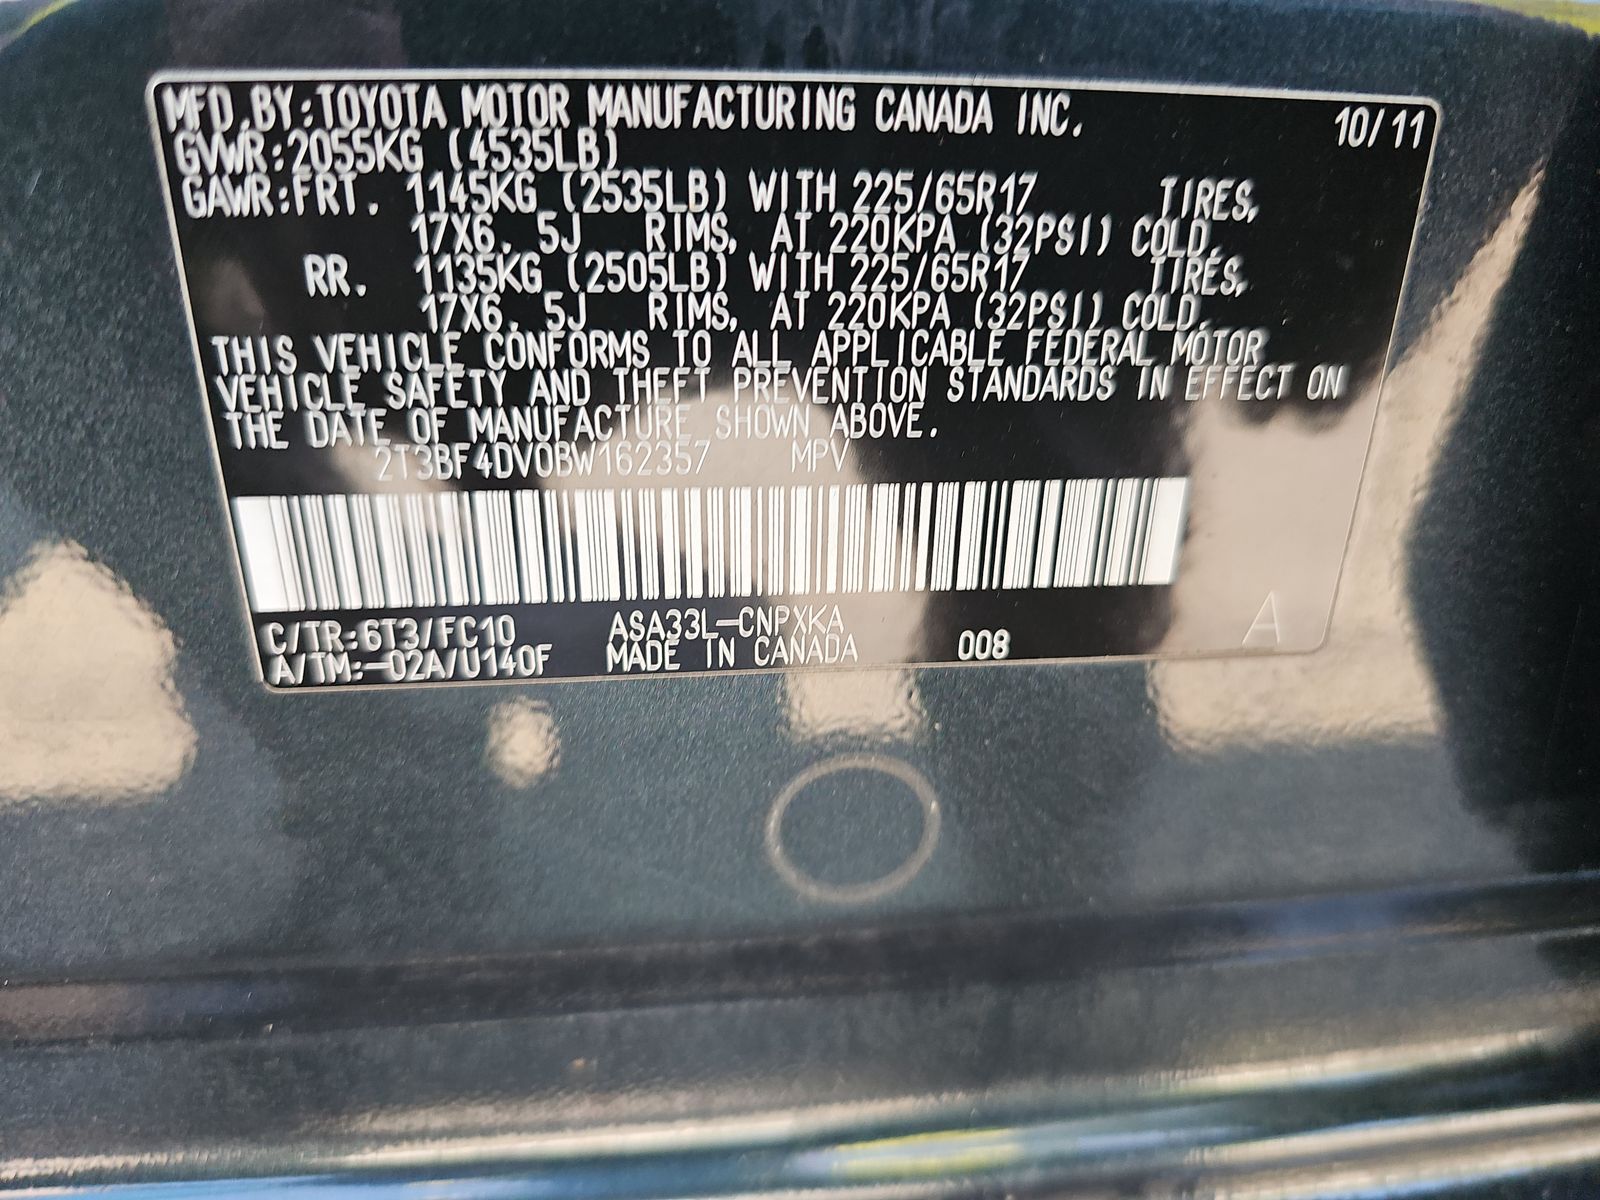 MFD.BY:TOYOTA MOTOR MANUFACTURING CANADA INC. 10/11
GVWR:2055KG (4535LB)
GAWR:FRT. 1145KG (2535LB) WITH 225/65R17 TIRES,
17X6.5J RIMS, AT 220KPA (32PSI) COLD.
RR. 1135KG (2505LB) WITH 225/65R17 TIRES,
17X6.5J RIMS, AT 220KPA (32PSI) COLD.
THIS VEHICLE CONFORMS TO ALL APPLICABLE FEDERAL MOTOR
VEHICLE SAFETY AND THEFT PREVENTION STANDARDS IN EFFECT ON
THE DATE OF MANUFACTURE SHOWN ABOVE.
2T3BF4DV0BW162357 MPV
C/TR:6T3/FC10 ASA33L-CNPXKA
A/TM:-02A/U140F MADE IN CANADA 008 A